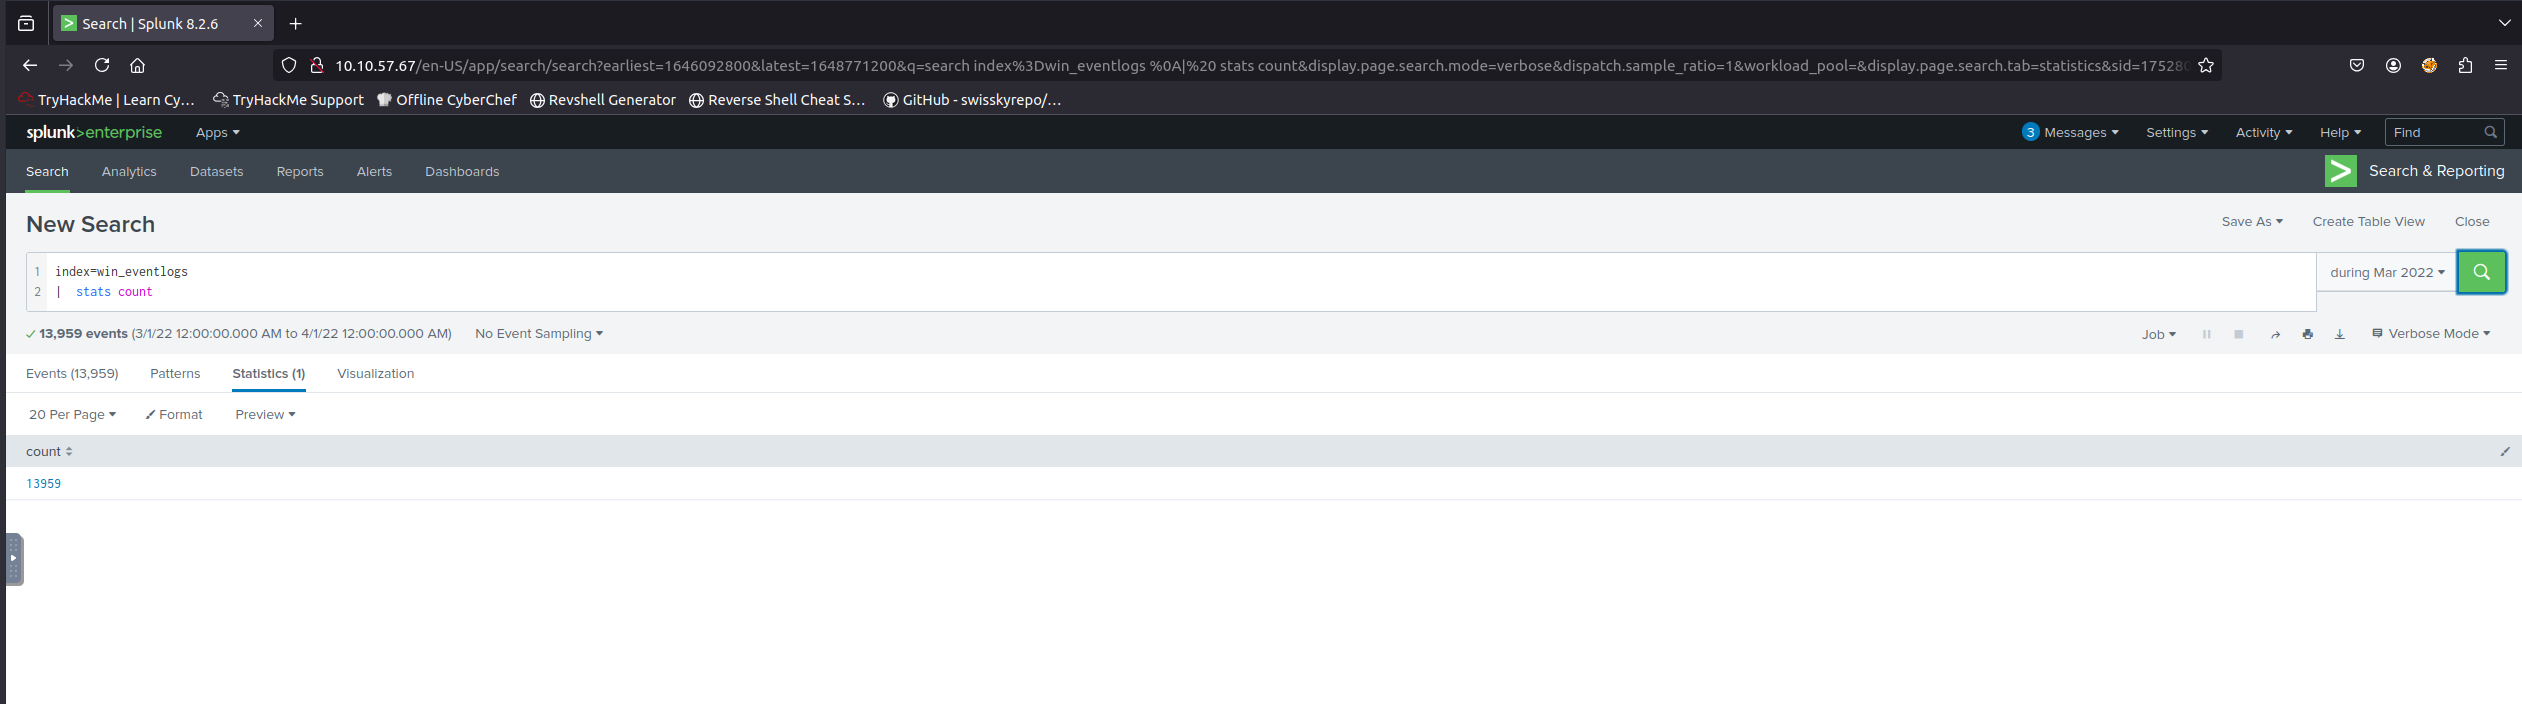 Search | Splunk 8.2.6
10.10.57.67/en-US/app/search/search?earliest=1646092800&latest=1648771200&q=search index%3Dwin_eventlogs %0A|%20 stats count&display.page.search.mode=verbose&dispatch.sample_ratio=1&workload_pool=&display.page.search.tab=statistics&sid=17528
TryHackMe | Learn Cy… TryHackMe Support Offline CyberChef Revshell Generator Reverse Shell Cheat S… GitHub - swisskyrepo/…
splunk>enterprise Apps 3 Messages Settings Activity Help Find
Search Analytics Datasets Reports Alerts Dashboards Search & Reporting
New Search Save As Create Table View Close
1 index=win_eventlogs during Mar 2022
2 | stats count
13,959 events (3/1/22 12:00:00.000 AM to 4/1/22 12:00:00.000 AM) No Event Sampling Job Verbose Mode
Events (13,959) Patterns Statistics (1) Visualization
20 Per Page Format Preview
count
13959